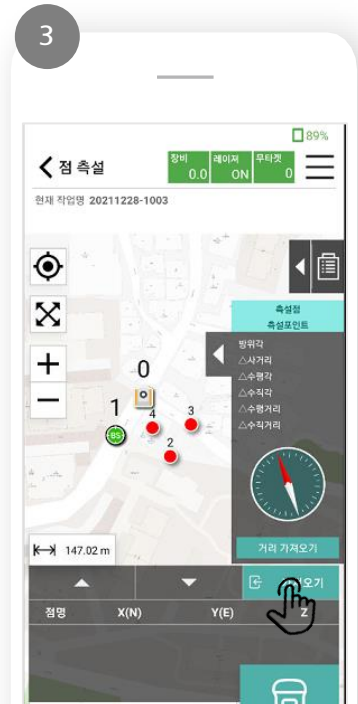 3
89%
점 측설
장비
0.0
레이저
ON
무타겟
0
현재 작업명 20211228-1003
측설점
측설포인트
방위각
△사거리
△수평각
△수직각
△수평거리
△수직거리
0
1
4
3
BS
2
147.02 m
거리 가져오기
오기
점명 X(N) Y(E) Z